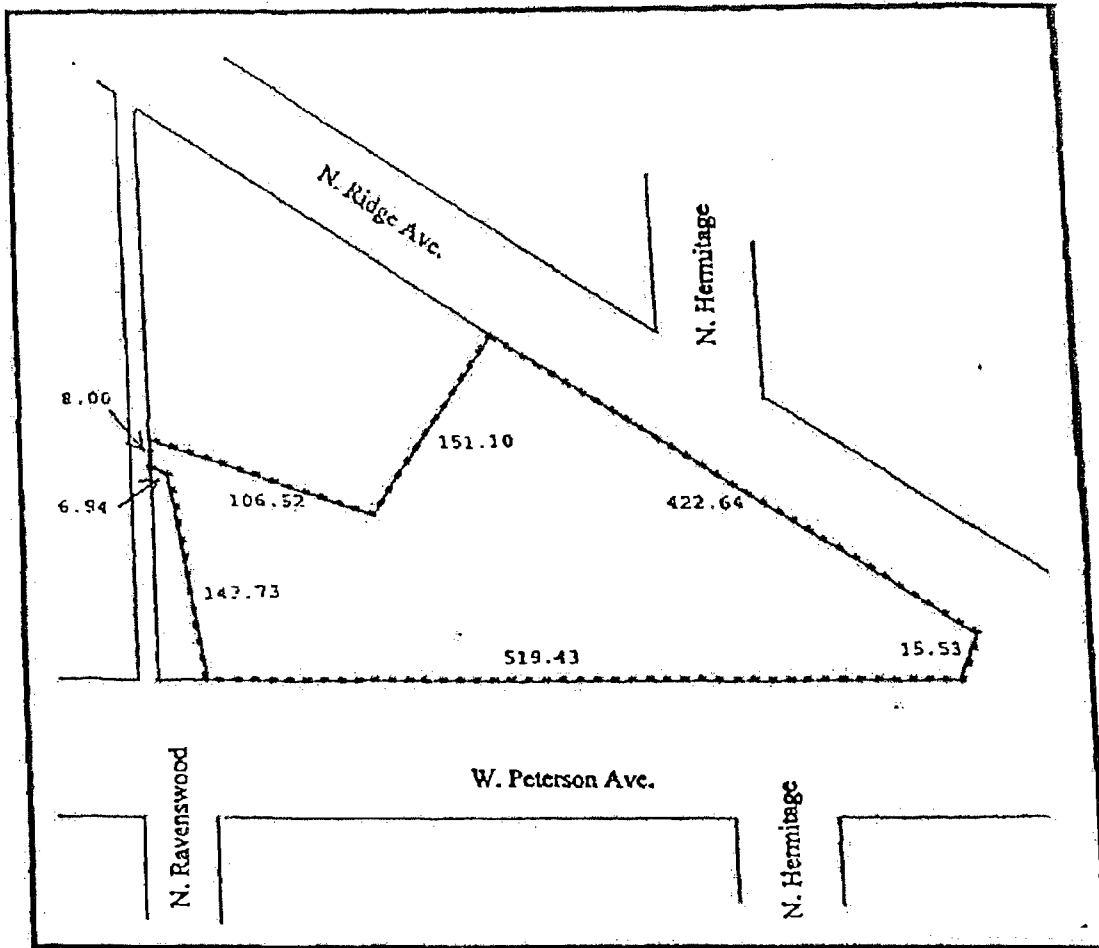 N. Ridge Ave.
N. Hermitage
8.00
151.10
6.94
106.52
422.64
519.43
15.53
N. Ravenswood
W. Peterson Ave.
N. Hermitage